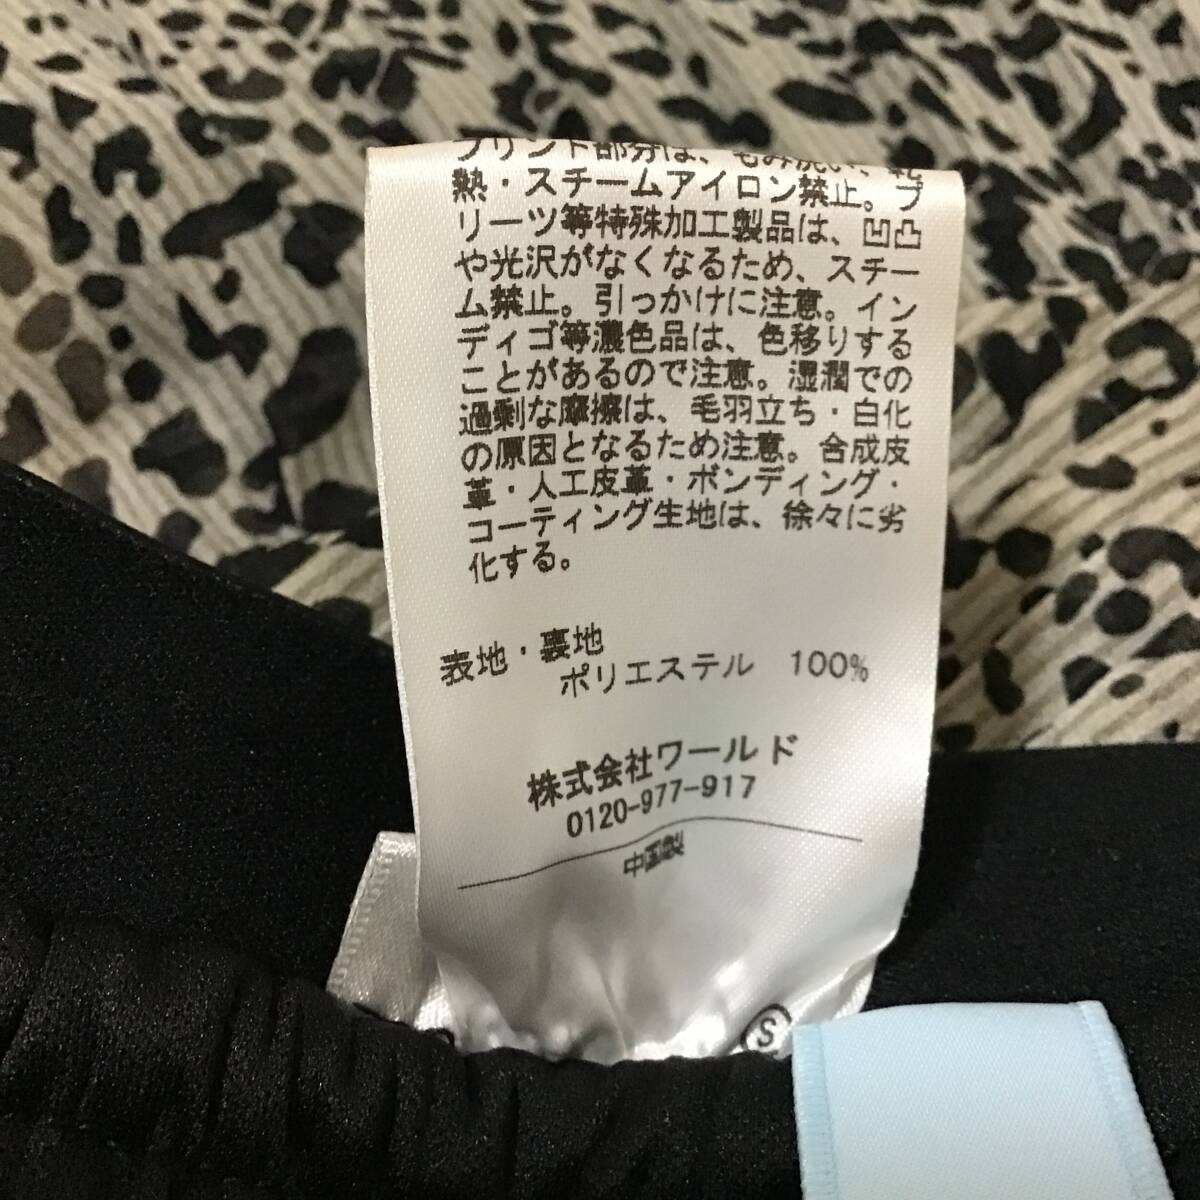 プリント部分は、もみ洗い、乾
熱・スチームアイロン禁止。プ
リーツ等特殊加工製品は、凹凸
や光沢がなくなるため、スチー
ム禁止。引っかけに注意。イン
ディゴ等濃色品は、色移りする
ことがあるので注意。湿潤での
過剰な摩擦は、毛羽立ち・白化
の原因となるため注意。合成皮
革・人工皮革・ボンディング・
コーティング生地は、徐々に劣
化する。
表地・裏地
ポリエステル 100%
株式会社ワールド
0120-977-917
中国製
S